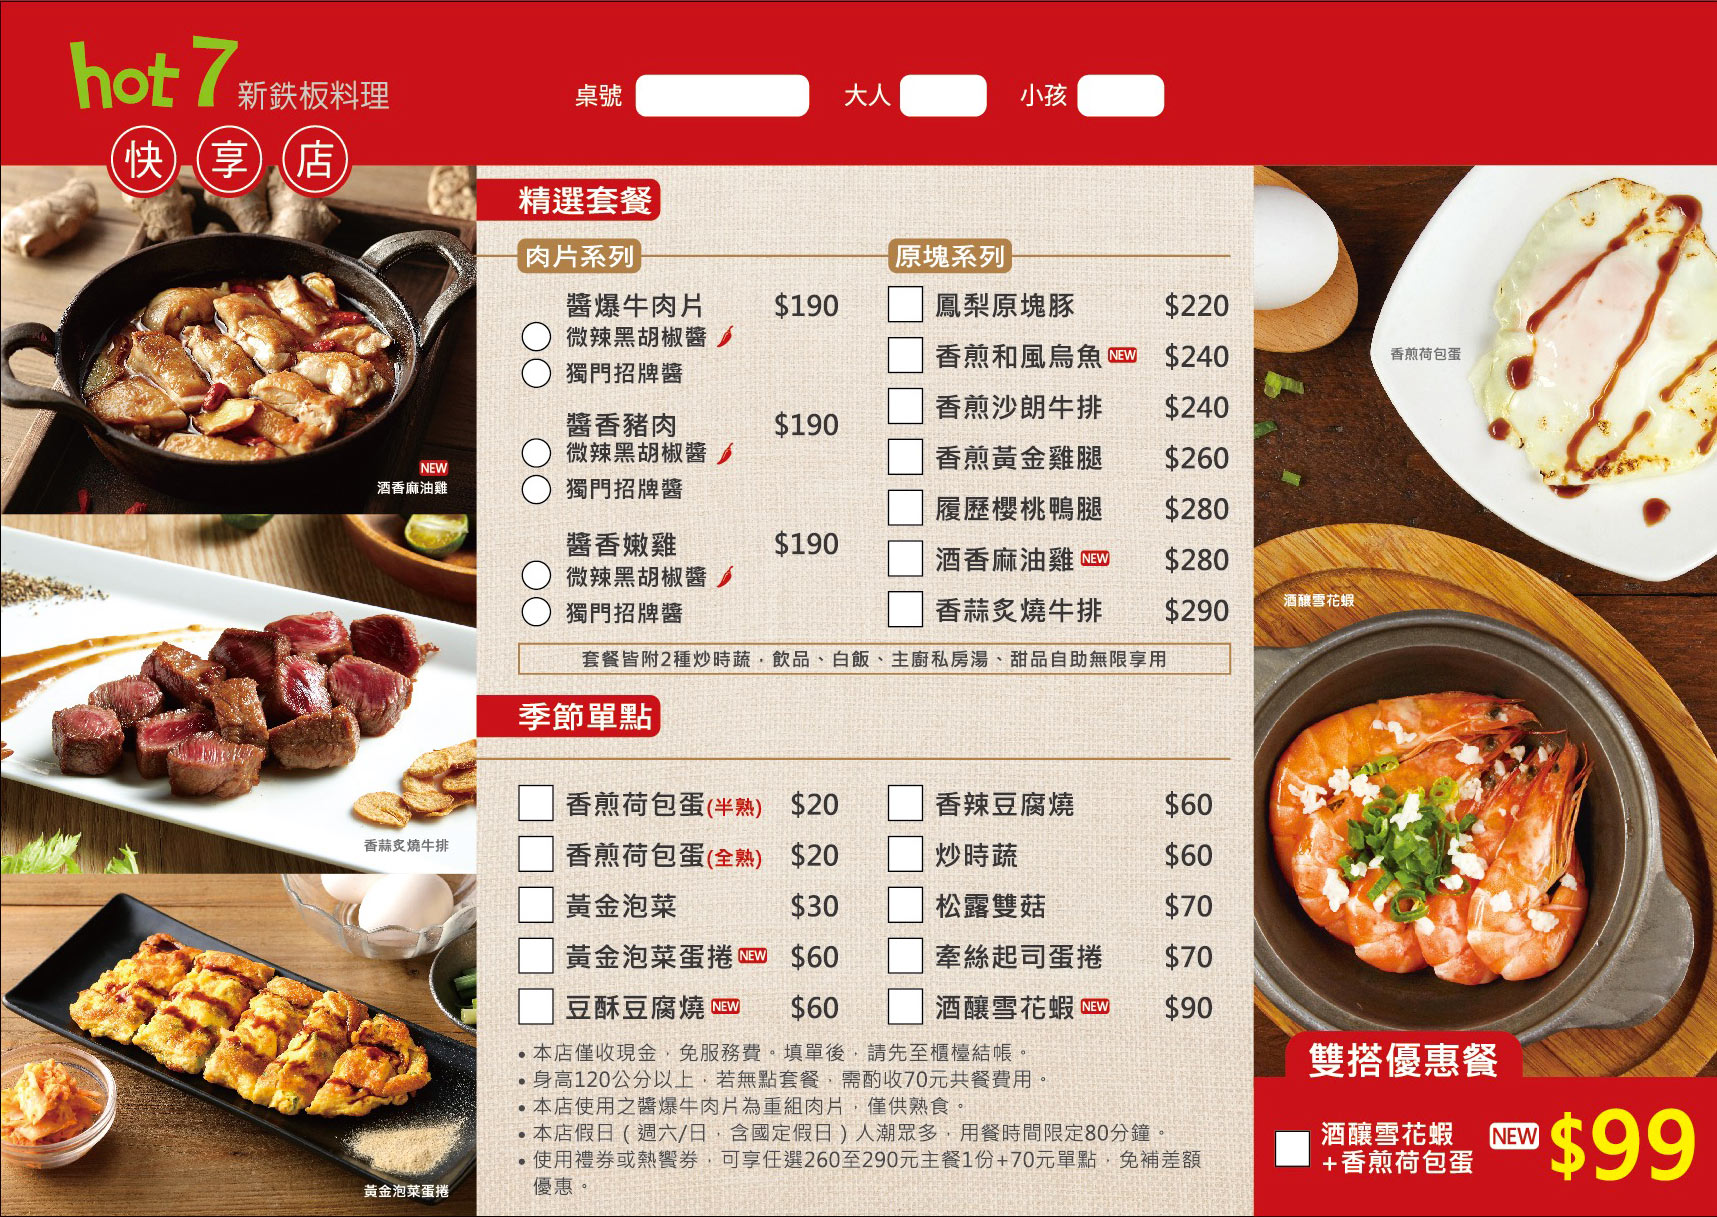 hot 7 新鉄板料理
快享店
桌號
大人
小孩
NEW
酒香麻油雞
香蒜炙燒牛排
黃金泡菜蛋捲
精選套餐
肉片系列
醬爆牛肉片 $190
微辣黑胡椒醬
獨門招牌醬
醬香豬肉 $190
微辣黑胡椒醬
獨門招牌醬
醬香嫩雞 $190
微辣黑胡椒醬
獨門招牌醬
原塊系列
鳳梨原塊豚 $220
香煎和風烏魚 NEW $240
香煎沙朗牛排 $240
香煎黃金雞腿 $260
履歷櫻桃鴨腿 $280
酒香麻油雞 NEW $280
香蒜炙燒牛排 $290
套餐皆附2種炒時蔬，飲品、白飯、主廚私房湯、甜品自助無限享用
季節單點
香煎荷包蛋(半熟) $20
香煎荷包蛋(全熟) $20
黃金泡菜 $30
黃金泡菜蛋捲 NEW $60
豆酥豆腐燒 NEW $60
香辣豆腐燒 $60
炒時蔬 $60
松露雙菇 $70
牽絲起司蛋捲 $70
酒釀雪花蝦 NEW $90
• 本店僅收現金，免服務費。填單後，請先至櫃檯結帳。
• 身高120公分以上，若無點套餐，需酌收70元共餐費用。
• 本店使用之醬爆牛肉片為重組肉片，僅供熟食。
• 本店假日（週六/日，含國定假日）人潮眾多，用餐時間限定80分鐘。
• 使用禮券或熱饗券，可享任選260至290元主餐1份+70元單點，免補差額
優惠。
香煎荷包蛋
酒釀雪花蝦
雙搭優惠餐
酒釀雪花蝦
+香煎荷包蛋
NEW
$99